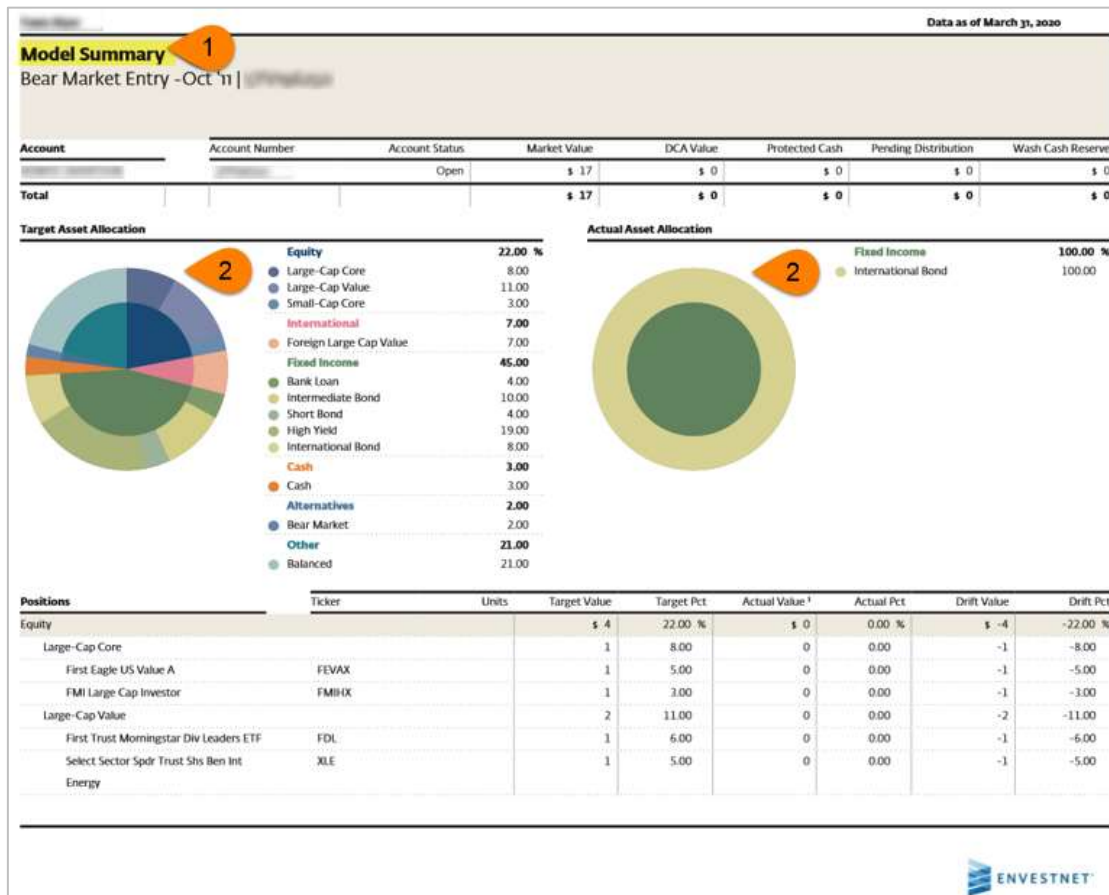 Data as of March 31, 2020
Model Summary
1
Bear Market Entry -Oct '11 |
Account Account Number Account Status Market Value DCA Value Protected Cash Pending Distribution Wash Cash Reserve
Open $ 17 $ 0 $ 0 $ 0 $ 0
Total $ 17 $ 0 $ 0 $ 0 $ 0
Target Asset Allocation
2
Equity 22.00 %
Large-Cap Core 8.00
Large-Cap Value 11.00
Small-Cap Core 3.00
International 7.00
Foreign Large Cap Value 7.00
Fixed Income 45.00
Bank Loan 4.00
Intermediate Bond 10.00
Short Bond 4.00
High Yield 19.00
International Bond 8.00
Cash 3.00
Cash 3.00
Alternatives 2.00
Bear Market 2.00
Other 21.00
Balanced 21.00
Actual Asset Allocation
2
Fixed Income 100.00 %
International Bond 100.00
Positions Ticker Units Target Value Target Pct Actual Value ¹ Actual Pct Drift Value Drift Pct
Equity $ 4 22.00 % $ 0 0.00 % $ -4 -22.00 %
Large-Cap Core 1 8.00 0 0.00 -1 -8.00
First Eagle US Value A FEVAX 1 5.00 0 0.00 -1 -5.00
FMI Large Cap Investor FMIHX 1 3.00 0 0.00 -1 -3.00
Large-Cap Value 2 11.00 0 0.00 -2 -11.00
First Trust Morningstar Div Leaders ETF FDL 1 6.00 0 0.00 -1 -6.00
Select Sector Spdr Trust Shs Ben Int XLE 1 5.00 0 0.00 -1 -5.00
Energy
ENVESTNET